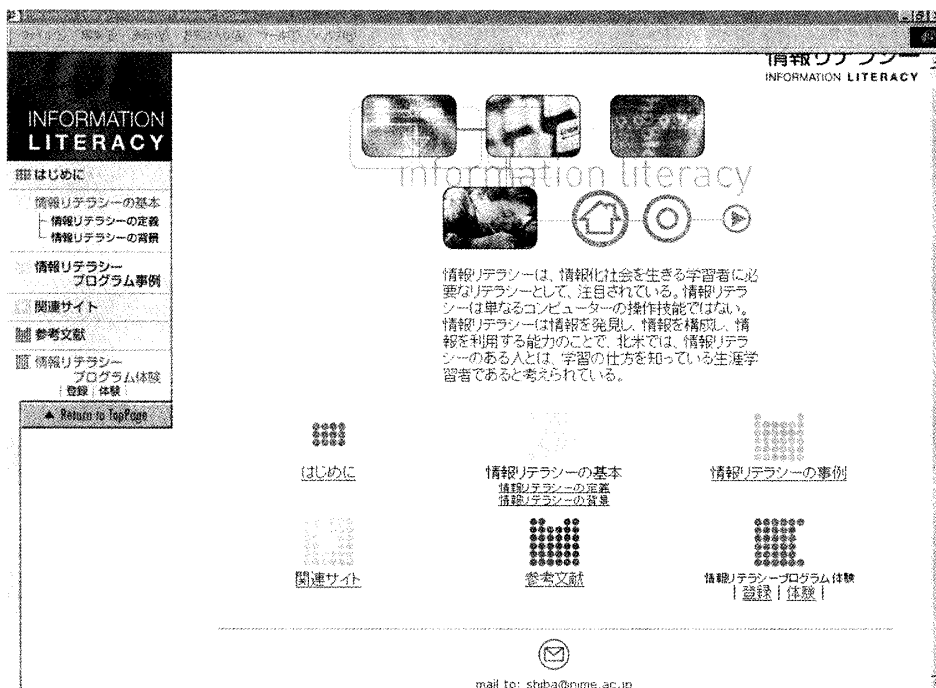 情報リテラシー
INFORMATION LITERACY
INFORMATION
LITERACY
はじめに
情報リテラシーの基本
情報リテラシーの定義
情報リテラシーの背景
情報リテラシー
プログラム事例
関連サイト
参考文献
情報リテラシー
プログラム体験
| 登録 | 体験 |
▲ Return to TopPage
information literacy
情報リテラシーは、情報化社会を生きる学習者に必
要なリテラシーとして、注目されている。情報リテラ
シーは単なるコンピューターの操作技能ではない。
情報リテラシーは情報を発見し、情報を構成し、情
報を利用する能力のことで、北米では、情報リテラ
シーのある人とは、学習の仕方を知っている生涯学
習者であると考えられている。
はじめに
情報リテラシーの基本
情報リテラシーの定義
情報リテラシーの背景
情報リテラシーの事例
関連サイト
参考文献
情報リテラシープログラム体験
| 登録 | 体験 |
mail to: shiba@nime.ac.jp